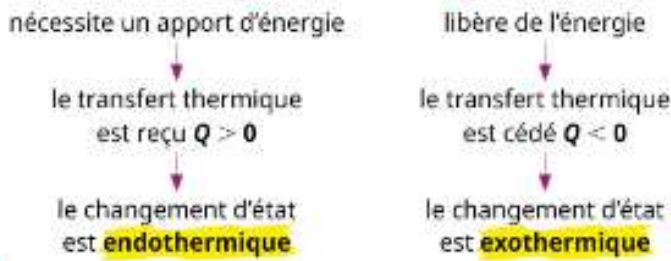 nécessite un apport d'énergie
le transfert thermique
est reçu Q > 0
le changement d'état
est endothermique
libère de l'énergie
le transfert thermique
est cédé Q < 0
le changement d'état
est exothermique